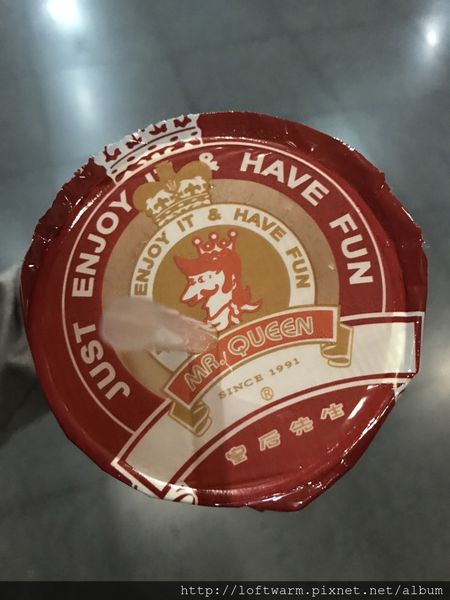 JUST ENJOY IT & HAVE FUN
ENJOY IT & HAVE FUN
MR. QUEEN
SINCE 1991
®
皇后先生
http://loftwarm.pixnet.net/album